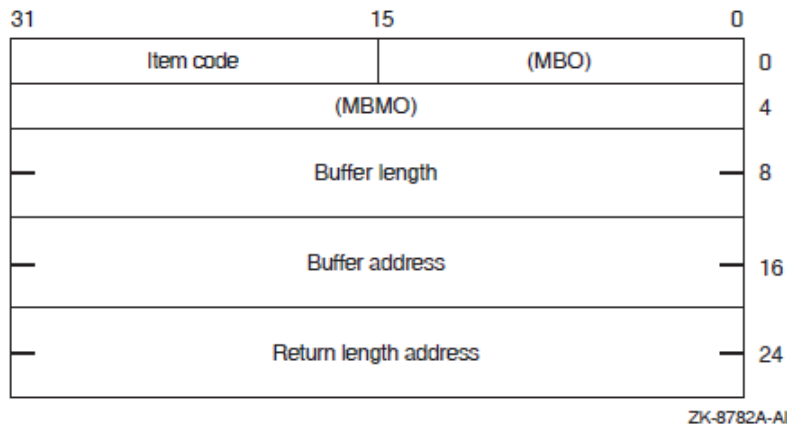 31 15 0
Item code (MBO) 0
(MBMO) 4
Buffer length 8
Buffer address 16
Return length address 24
ZK-8782A-AI